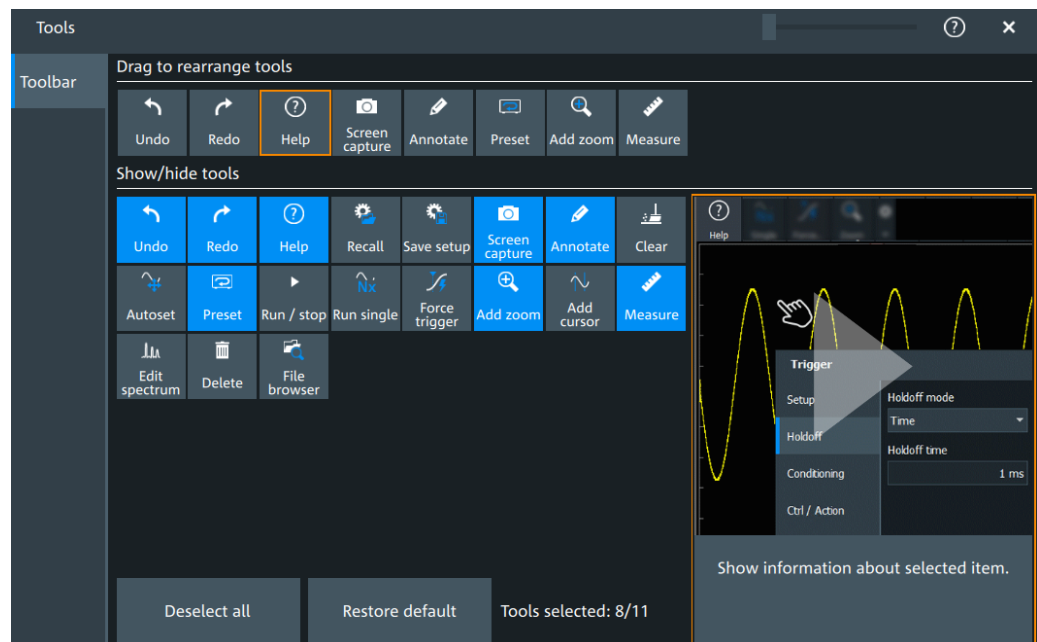 Tools
Toolbar
Drag to rearrange tools
Undo
Redo
Help
Screen
capture
Annotate
Preset
Add zoom
Measure
Show/hide tools
Undo
Redo
Help
Recall
Save setup
Screen
capture
Annotate
Clear
Autoset
Preset
Run / stop
Nx
Run single
Force
trigger
Add zoom
Add
cursor
Measure
Edit
spectrum
Delete
File
browser
Help
Trigger
Setup
Holdoff
Conditioning
Ctrl / Action
Holdoff mode
Time
Holdoff time
1 ms
Show information about selected item.
Deselect all
Restore default
Tools selected: 8/11